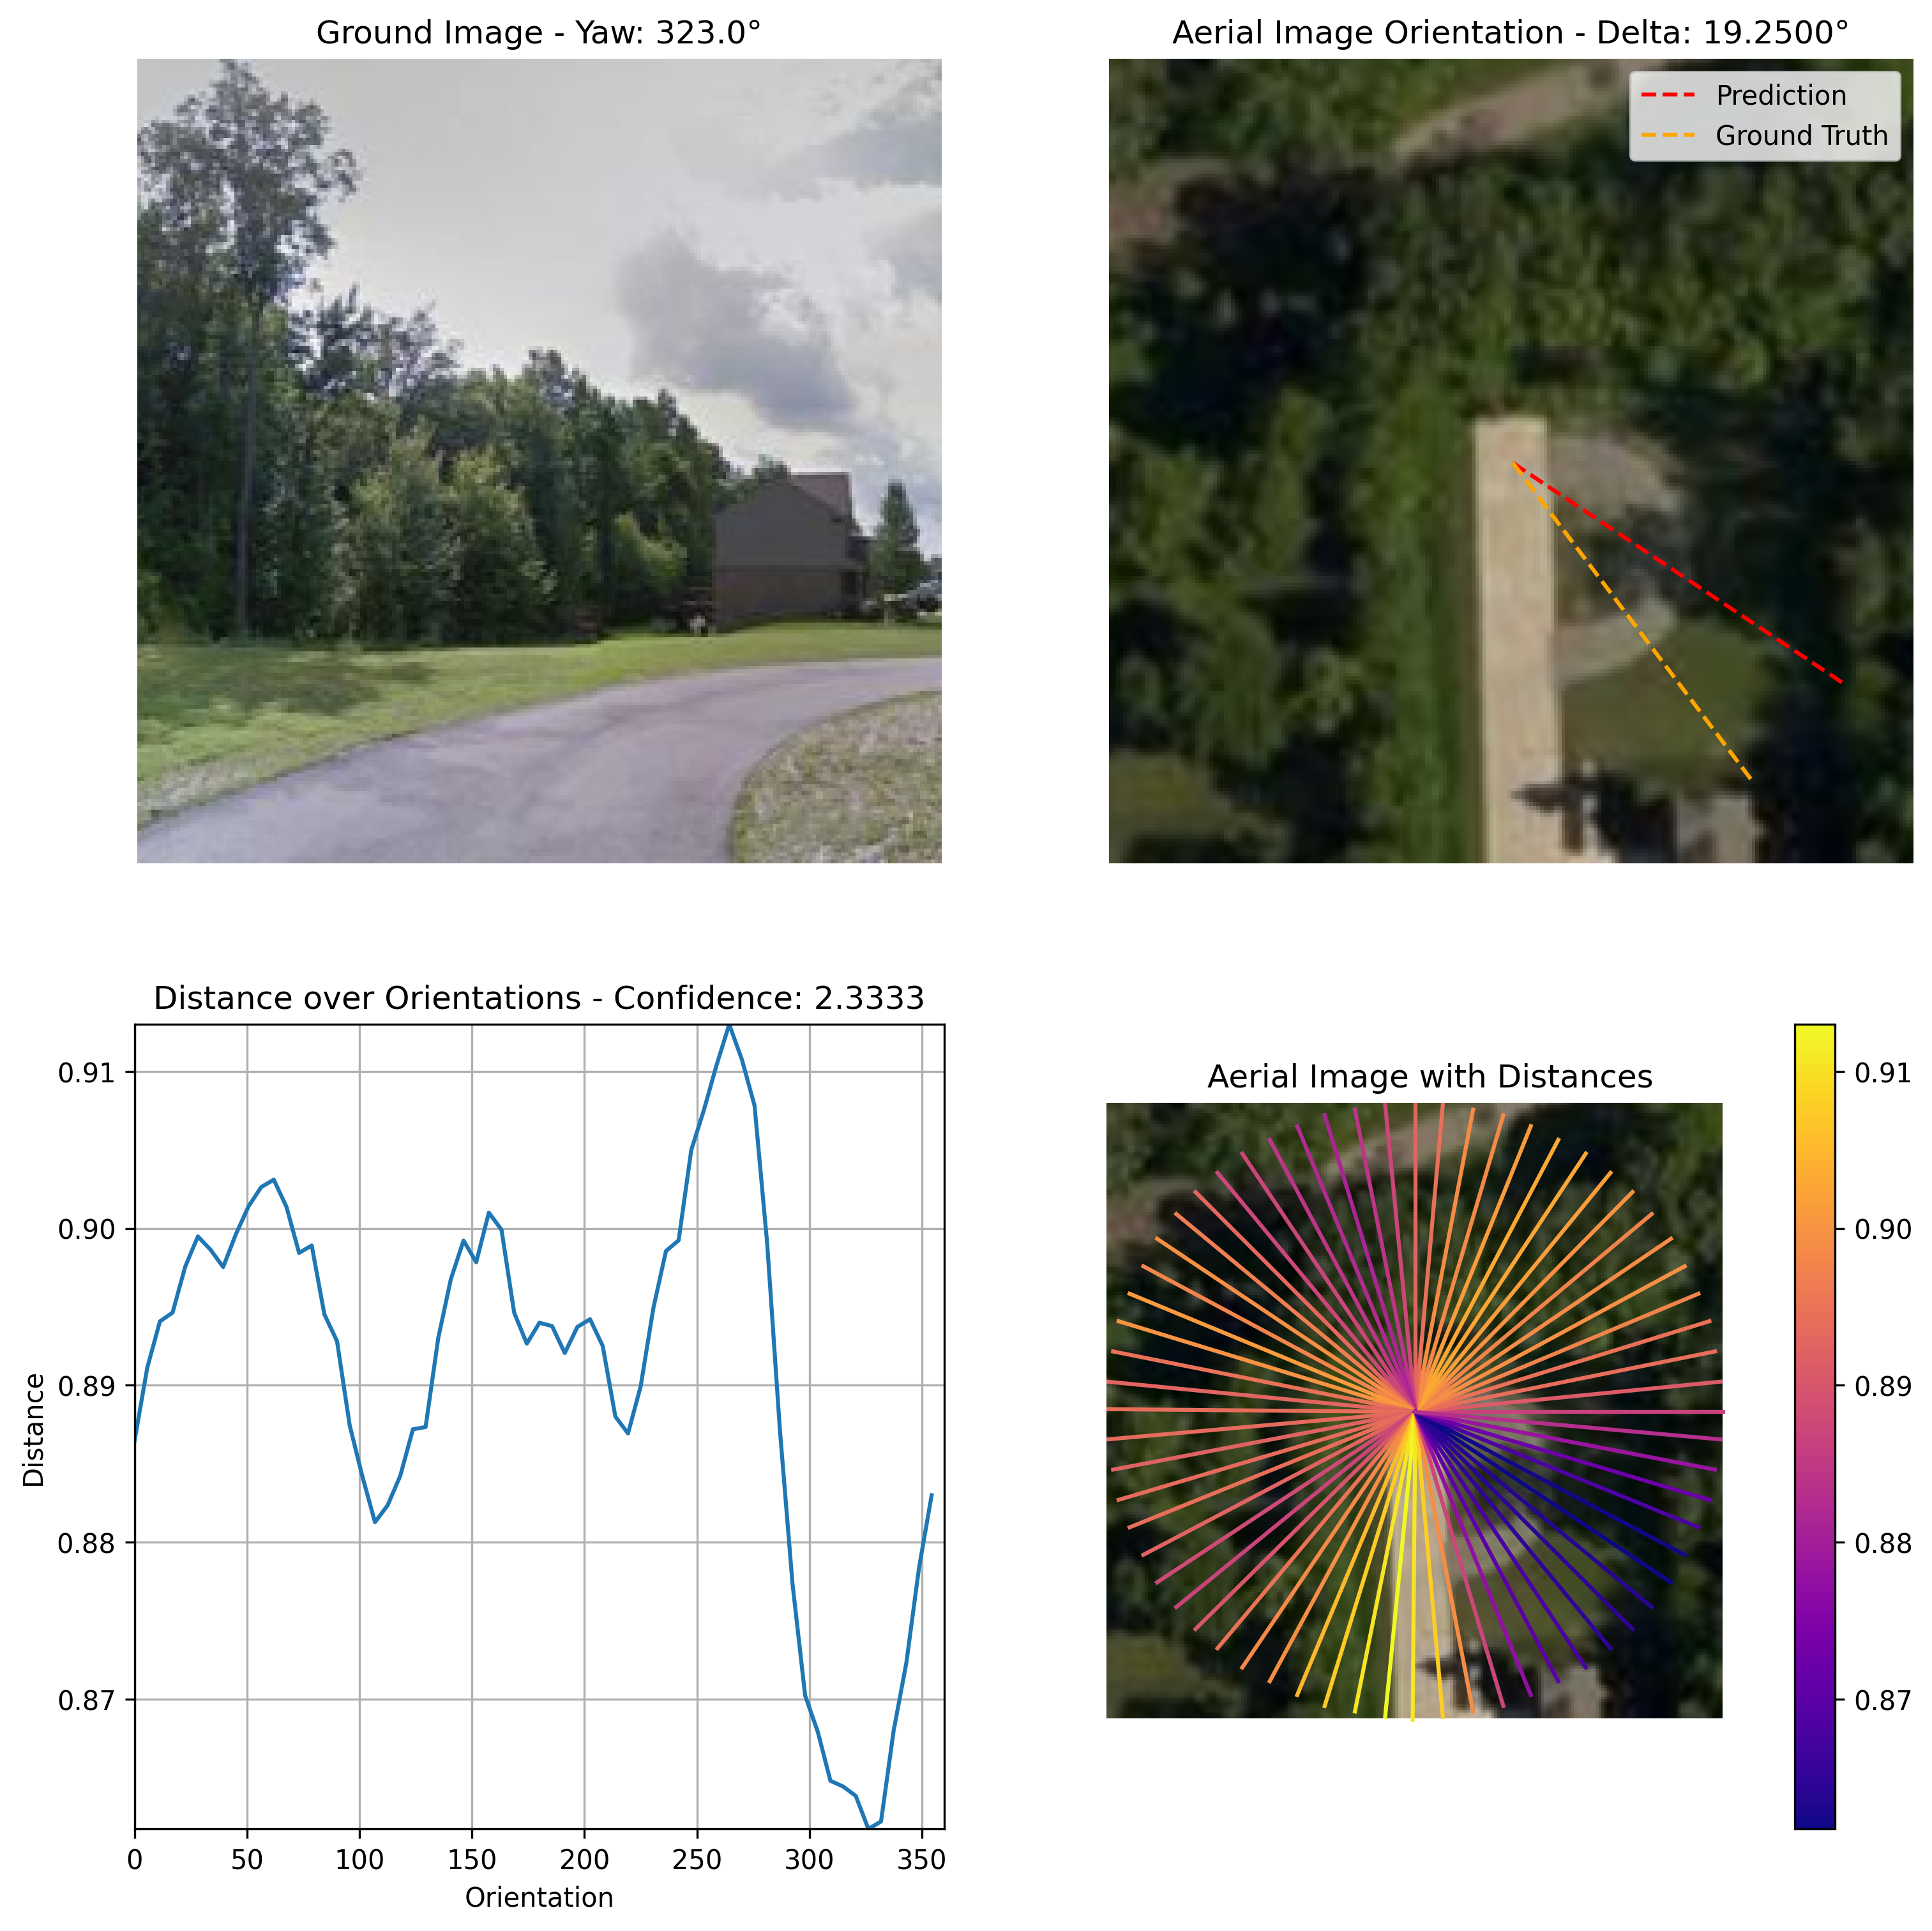 Ground Image - Yaw: 323.0°
Aerial Image Orientation - Delta: 19.2500°
Prediction
Ground Truth
Distance over Orientations - Confidence: 2.3333
0.91
0.90
0.89
0.88
0.87
Distance
0
50
100
150
200
250
300
350
Orientation
Aerial Image with Distances
0.91
0.90
0.89
0.88
0.87